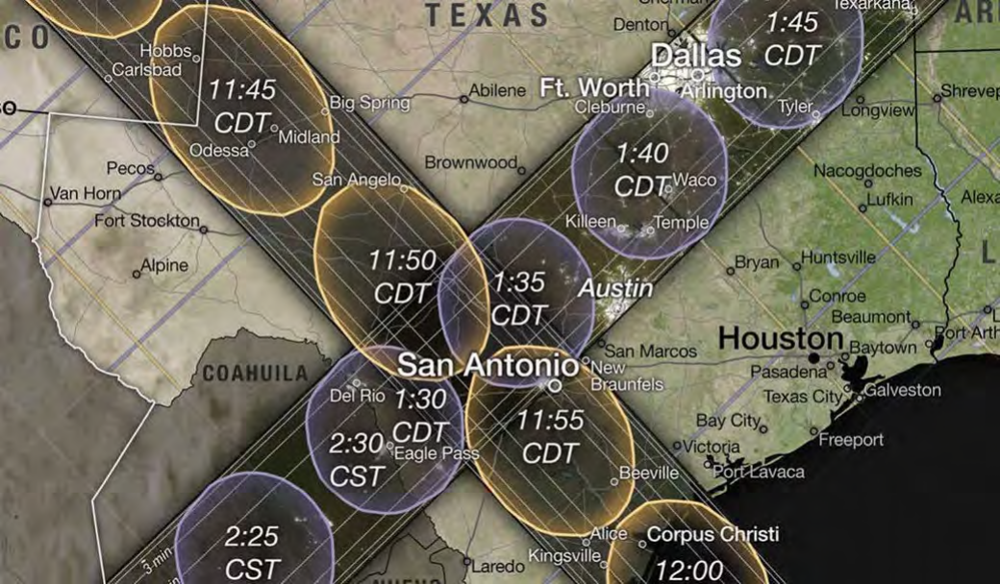 TEXAS
CO
AR
Texarkana
Denton
1:45
CDT
Dallas
Hobbs
Carlsbad
11:45
CDT
Ft. Worth
Arlington
Abilene
Big Spring
Cleburne
Tyler
Longview
Shrevep
Midland
Odessa
1:40
CDT
Waco
Brownwood
Pecos
San Angelo
Nacogdoches
Van Horn
Lufkin
Alexa
Fort Stockton
Killeen
Temple
Alpine
11:50
CDT
1:35
CDT
Austin
Bryan
Huntsville
L
Conroe
Beaumont
L
Port Arth
Houston
Baytown
San Marcos
COAHUILA
San Antonio
New
Braunfels
Pasadena
Texas City
Galveston
Del Rio
1:30
CDT
2:30
CST
Eagle Pass
11:55
CDT
Bay City
Freeport
Victoria
Port Lavaca
Beeville
2:25
CST
Alice
Corpus Christi
Kingsville
12:00
Laredo
3-min